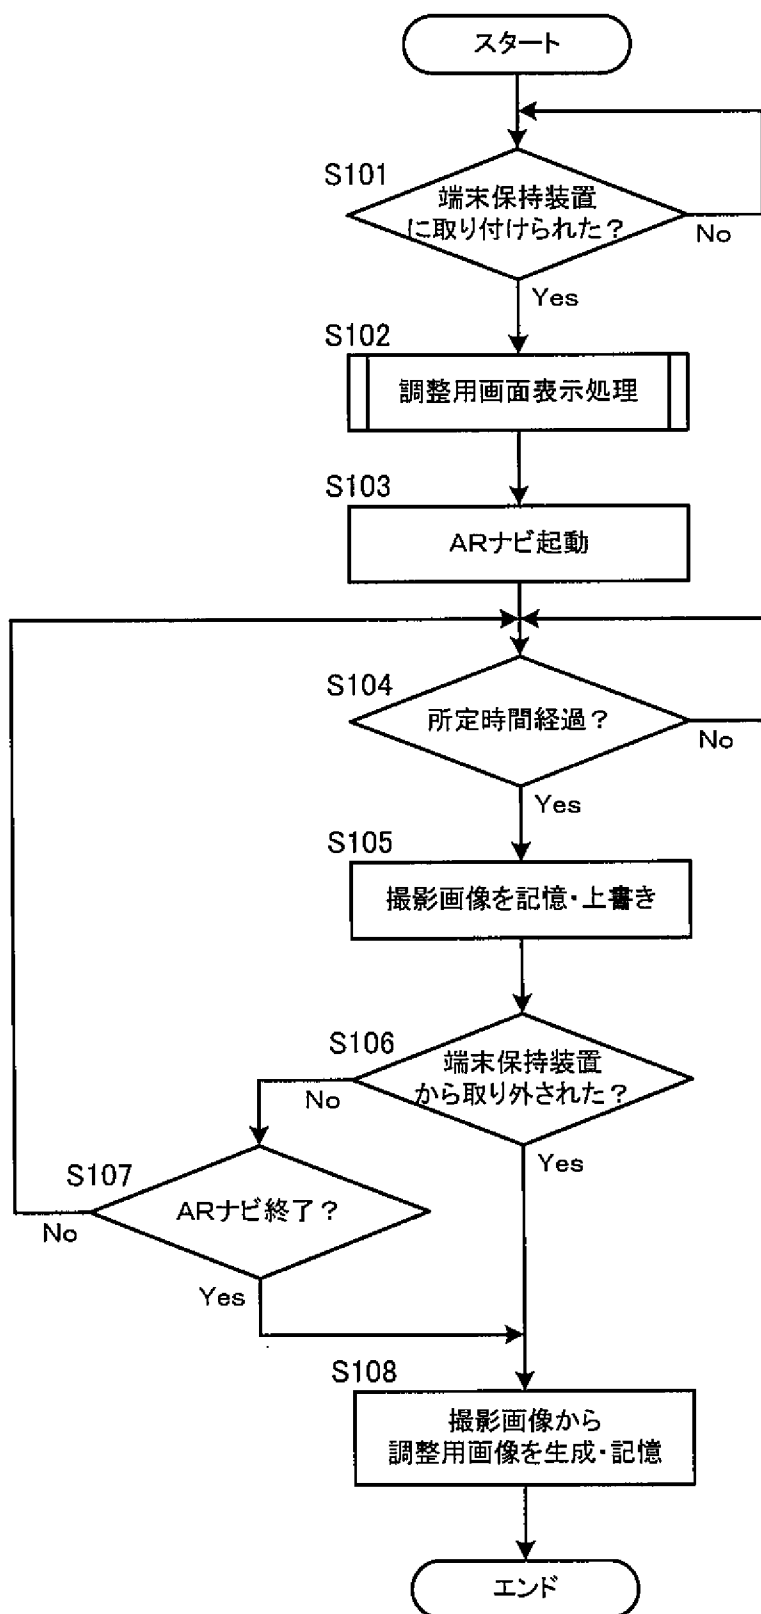 スタート
S101
端末保持装置
に取り付けられた？
No
Yes
S102
調整用画面表示処理
S103
ARナビ起動
S104
所定時間経過？
No
Yes
S105
撮影画像を記憶・上書き
S106
端末保持装置
から取り外された？
No
Yes
S107
ARナビ終了？
No
Yes
S108
撮影画像から
調整用画像を生成・記憶
エンド